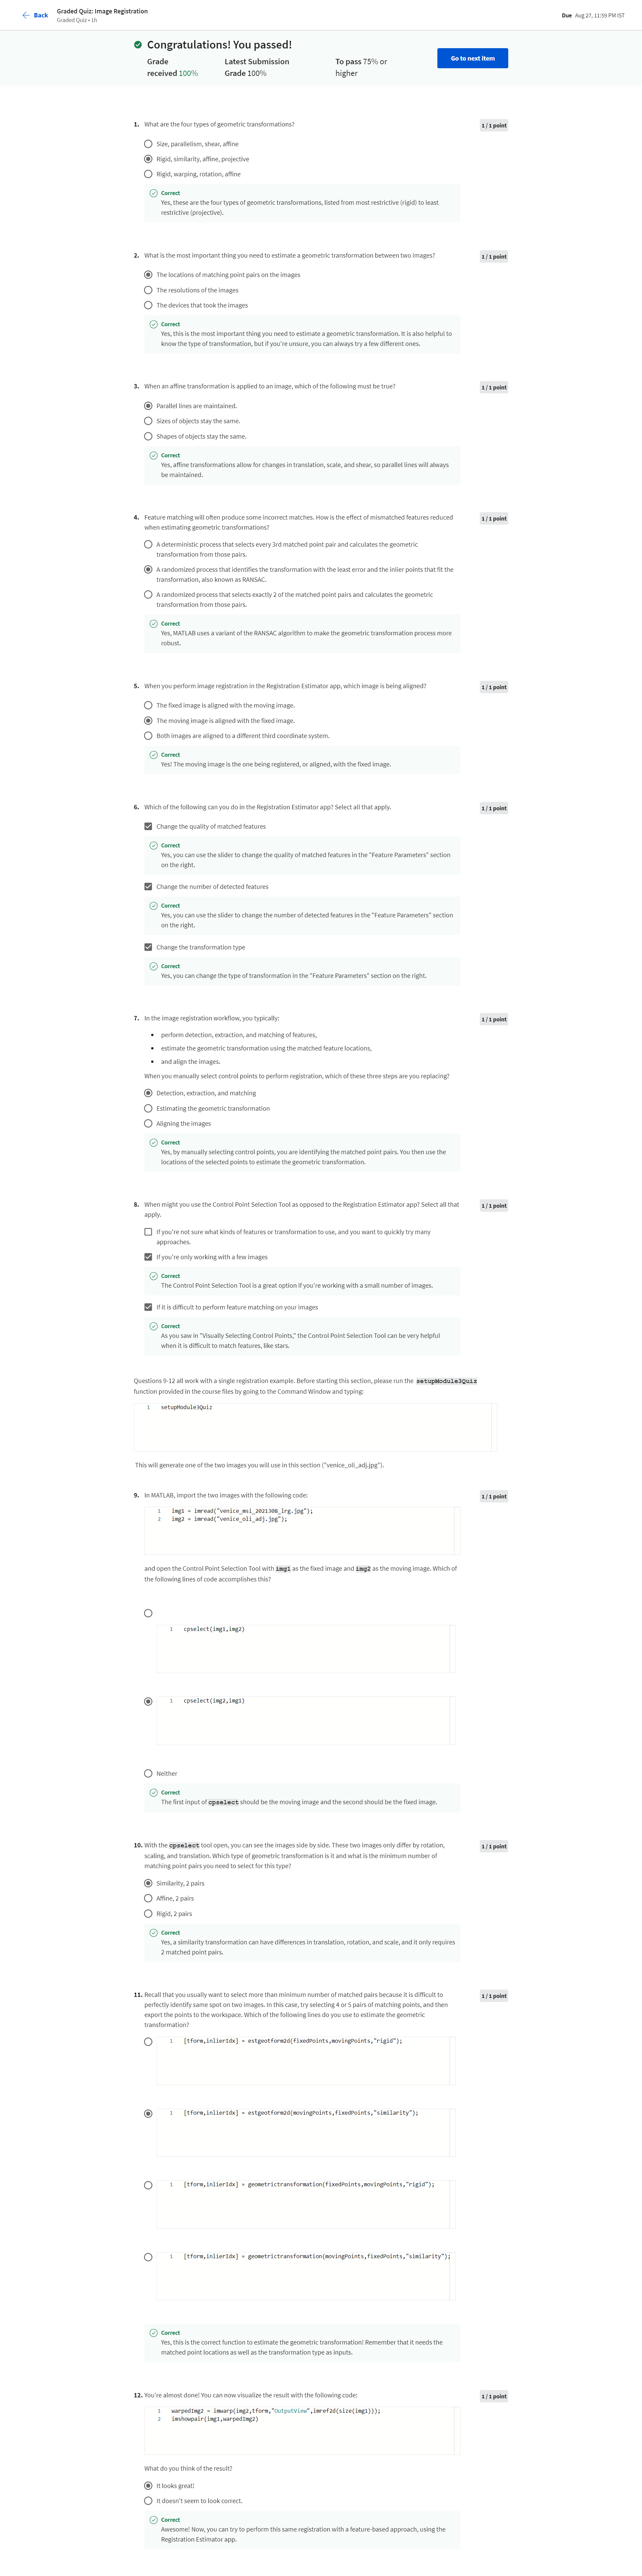 Back
Graded Quiz: Image Registration
Graded Quiz • 1h
Due Aug 27, 11:59 PM IST
Congratulations! You passed!
Grade
received 100%
Latest Submission
Grade 100%
To pass 75% or
higher
Go to next item
1. What are the four types of geometric transformations?
1 / 1 point
Size, parallelism, shear, affine
Rigid, similarity, affine, projective
Rigid, warping, rotation, affine
Correct
Yes, these are the four types of geometric transformations, listed from most restrictive (rigid) to least
restrictive (projective).
2. What is the most important thing you need to estimate a geometric transformation between two images?
1 / 1 point
The locations of matching point pairs on the images
The resolutions of the images
The devices that took the images
Correct
Yes, this is the most important thing you need to estimate a geometric transformation. It is also helpful to
know the type of transformation, but if you're unsure, you can always try a few different ones.
3. When an affine transformation is applied to an image, which of the following must be true?
1 / 1 point
Parallel lines are maintained.
Sizes of objects stay the same.
Shapes of objects stay the same.
Correct
Yes, affine transformations allow for changes in translation, scale, and shear, so parallel lines will always
be maintained.
4. Feature matching will often produce some incorrect matches. How is the effect of mismatched features reduced
when estimating geometric transformations?
1 / 1 point
A deterministic process that selects every 3rd matched point pair and calculates the geometric
transformation from those pairs.
A randomized process that identifies the transformation with the least error and the inlier points that fit the
transformation, also known as RANSAC.
A randomized process that selects exactly 2 of the matched point pairs and calculates the geometric
transformation from those pairs.
Correct
Yes, MATLAB uses a variant of the RANSAC algorithm to make the geometric transformation process more
robust.
5. When you perform image registration in the Registration Estimator app, which image is being aligned?
1 / 1 point
The fixed image is aligned with the moving image.
The moving image is aligned with the fixed image.
Both images are aligned to a different third coordinate system.
Correct
Yes! The moving image is the one being registered, or aligned, with the fixed image.
6. Which of the following can you do in the Registration Estimator app? Select all that apply.
1 / 1 point
Change the quality of matched features
Correct
Yes, you can use the slider to change the quality of matched features in the "Feature Parameters" section
on the right.
Change the number of detected features
Correct
Yes, you can use the slider to change the number of detected features in the "Feature Parameters" section
on the right.
Change the transformation type
Correct
Yes, you can change the type of transformation in the "Feature Parameters" section on the right.
7. In the image registration workflow, you typically:
1 / 1 point
• perform detection, extraction, and matching of features,
• estimate the geometric transformation using the matched feature locations,
• and align the images.
When you manually select control points to perform registration, which of these three steps are you replacing?
Detection, extraction, and matching
Estimating the geometric transformation
Aligning the images
Correct
Yes, by manually selecting control points, you are identifying the matched point pairs. You then use the
locations of the selected points to estimate the geometric transformation.
8. When might you use the Control Point Selection Tool as opposed to the Registration Estimator app? Select all that
apply.
1 / 1 point
If you're not sure what kinds of features or transformation to use, and you want to quickly try many
approaches.
If you're only working with a few images
Correct
The Control Point Selection Tool is a great option if you're working with a small number of images.
If it is difficult to perform feature matching on your images
Correct
As you saw in "Visually Selecting Control Points," the Control Point Selection Tool can be very helpful
when it is difficult to match features, like stars.
Questions 9-12 all work with a single registration example. Before starting this section, please run the setupModule3Quiz
function provided in the course files by going to the Command Window and typing:
1 setupModule3Quiz
This will generate one of the two images you will use in this section ("venice_oli_adj.jpg").
9. In MATLAB, import the two images with the following code:
1 / 1 point
1 img1 = imread("venice_msi_2021308_lrg.jpg");
2 img2 = imread("venice_oli_adj.jpg");
and open the Control Point Selection Tool with img1 as the fixed image and img2 as the moving image. Which of
the following lines of code accomplishes this?
1 cpselect(img1,img2)
1 cpselect(img2,img1)
Neither
Correct
The first input of cpselect should be the moving image and the second should be the fixed image.
10. With the cpselect tool open, you can see the images side by side. These two images only differ by rotation,
scaling, and translation. Which type of geometric transformation is it and what is the minimum number of
matching point pairs you need to select for this type?
1 / 1 point
Similarity, 2 pairs
Affine, 2 pairs
Rigid, 2 pairs
Correct
Yes, a similarity transformation can have differences in translation, rotation, and scale, and it only requires
2 matched point pairs.
11. Recall that you usually want to select more than minimum number of matched pairs because it is difficult to
perfectly identify same spot on two images. In this case, try selecting 4 or 5 pairs of matching points, and then
export the points to the workspace. Which of the following lines do you use to estimate the geometric
transformation?
1 / 1 point
1 [tform,inlierIdx] = estgeotform2d(fixedPoints,movingPoints,"rigid");
1 [tform,inlierIdx] = estgeotform2d(movingPoints,fixedPoints,"similarity");
1 [tform,inlierIdx] = geometrictransformation(fixedPoints,movingPoints,"rigid");
1 [tform,inlierIdx] = geometrictransformation(movingPoints,fixedPoints,"similarity");
Correct
Yes, this is the correct function to estimate the geometric transformation! Remember that it needs the
matched point locations as well as the transformation type as inputs.
12. You're almost done! You can now visualize the result with the following code:
1 / 1 point
1 warpedImg2 = imwarp(img2,tform,"OutputView",imref2d(size(img1)));
2 imshowpair(img1,warpedImg2)
What do you think of the result?
It looks great!
It doesn't seem to look correct.
Correct
Awesome! Now, you can try to perform this same registration with a feature-based approach, using the
Registration Estimator app.